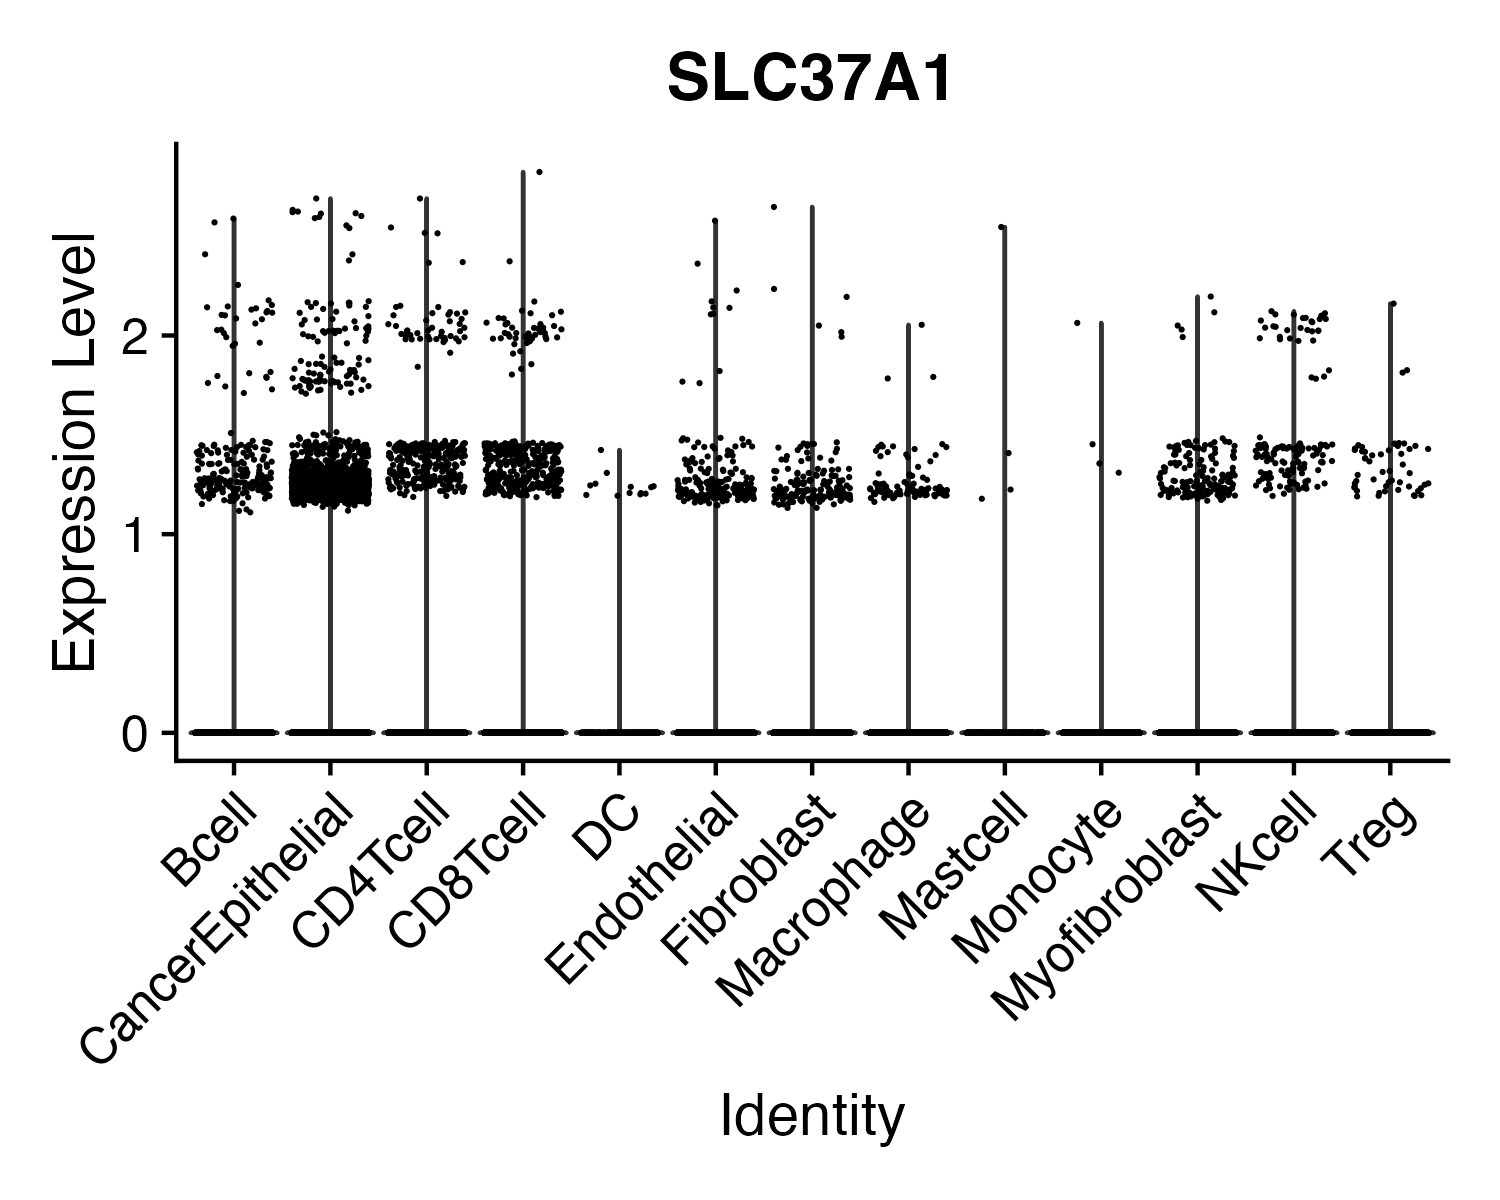 SLC37A1
Expression Level
2
1
0
Bcell
CancerEpithelial
CD4Tcell
CD8Tcell
DC
Endothelial
Fibroblast
Macrophage
Mastcell
Monocyte
Myofibroblast
NKcell
Treg
Identity